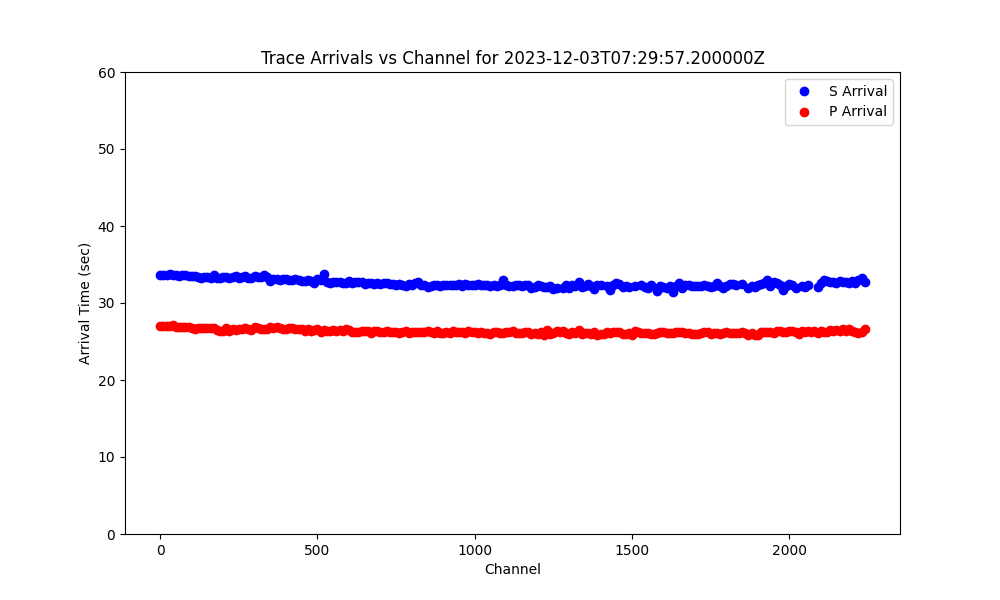 Trace Arrivals vs Channel for 2023-12-03T07:29:57.200000Z
S Arrival
P Arrival
60
50
40
30
20
10
0
Arrival Time (sec)
0 500 1000 1500 2000
Channel